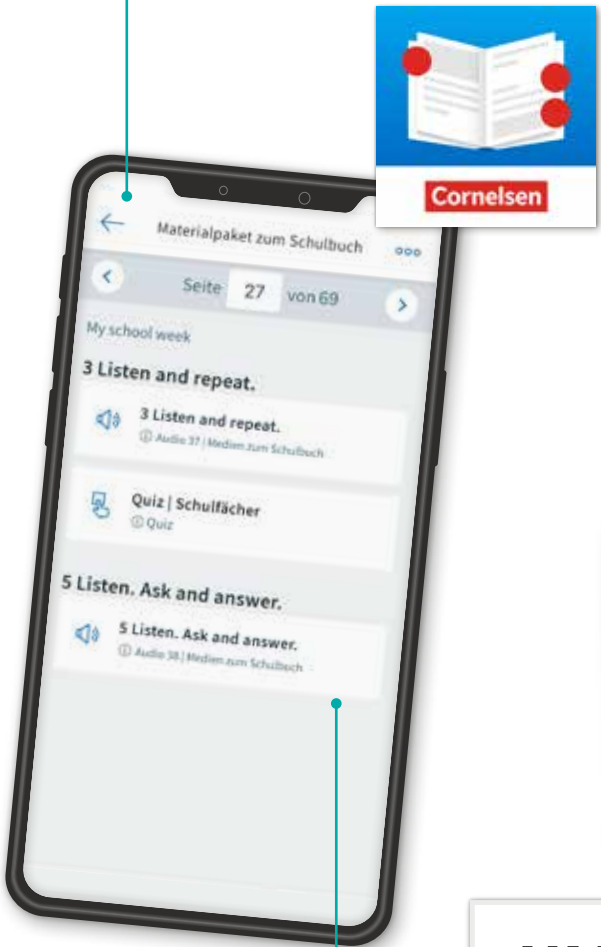 Cornelsen
Materialpaket zum Schulbuch
Seite 27 von 69
My school week
3 Listen and repeat.
3 Listen and repeat.
Audio 37 | Medien zum Schulbuch
Quiz | Schulfächer
Quiz
5 Listen. Ask and answer.
5 Listen. Ask and answer.
Audio 38 | Medien zum Schulbuch